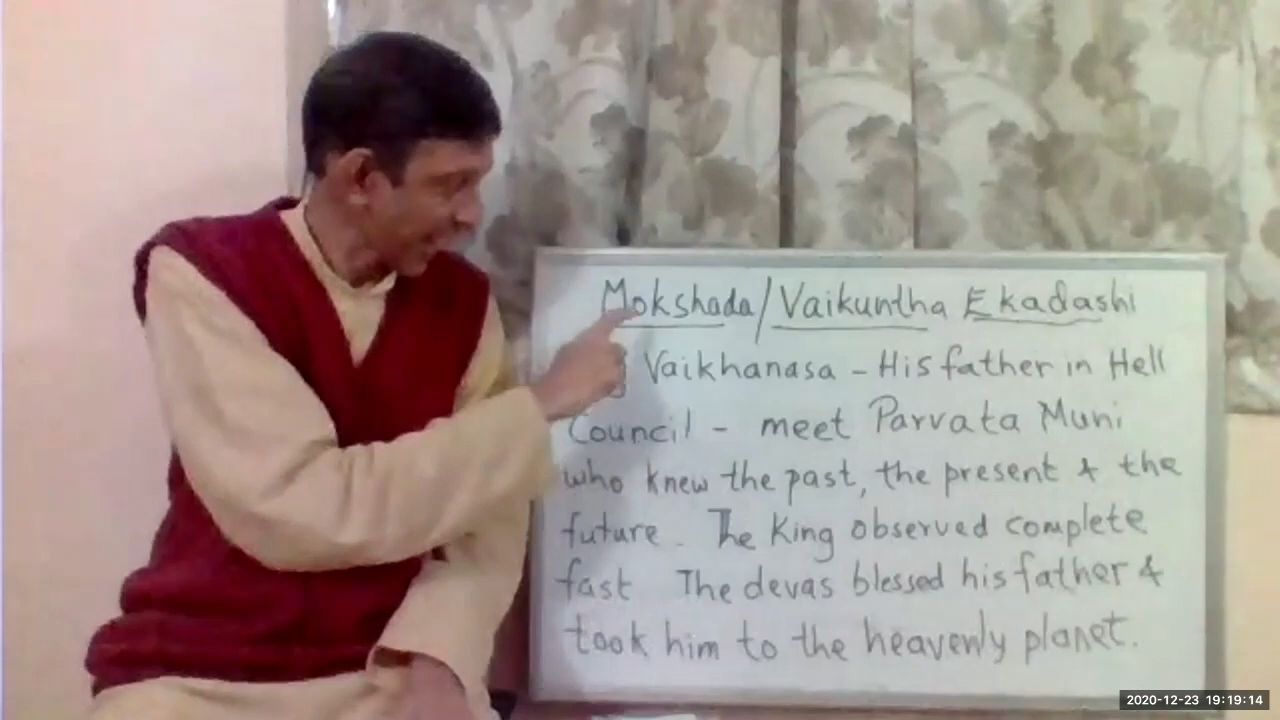 Mokshada/Vaikuntha Ekadashi
Vaikhanasa - His father in Hell
Council - meet Parvata Muni
who knew the past, the present & the
future. The King observed complete
fast The devas blessed his father &
took him to the heavenly planet.
2020-12-23 19:19:14